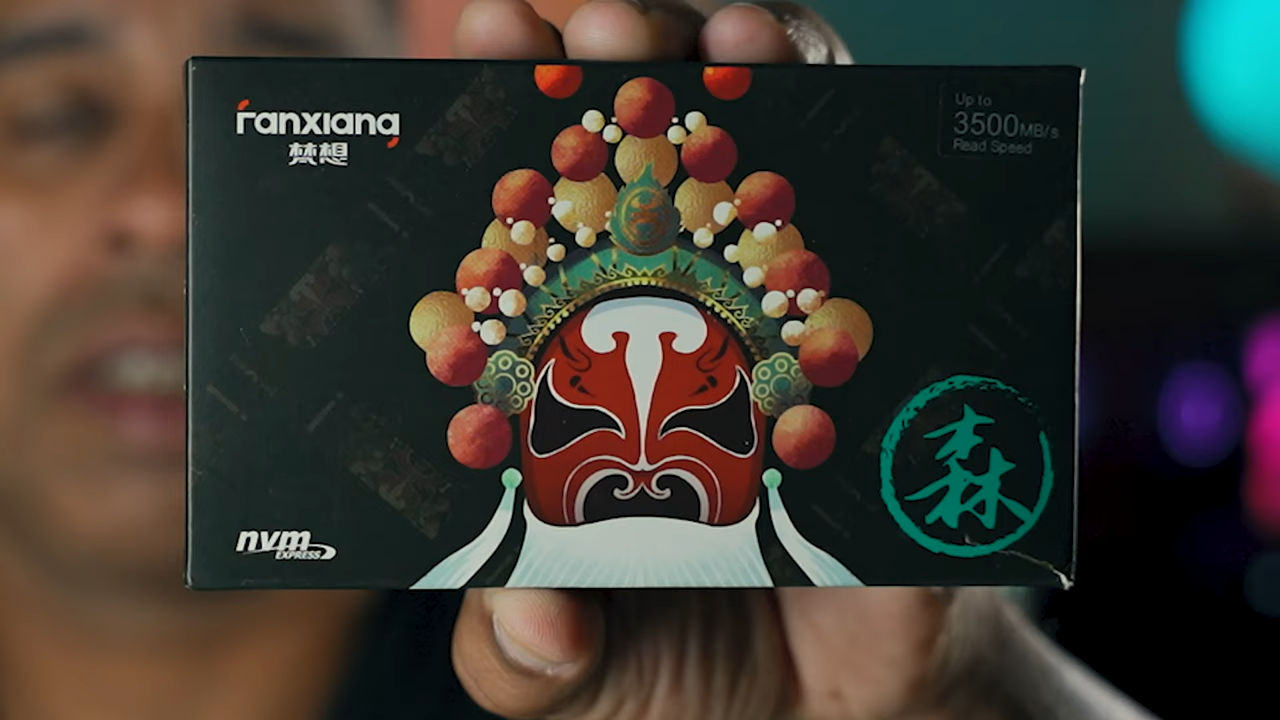 fanxiang
梵想
Up to
3500MB/s
Read Speed
森
nvm
EXPRESS